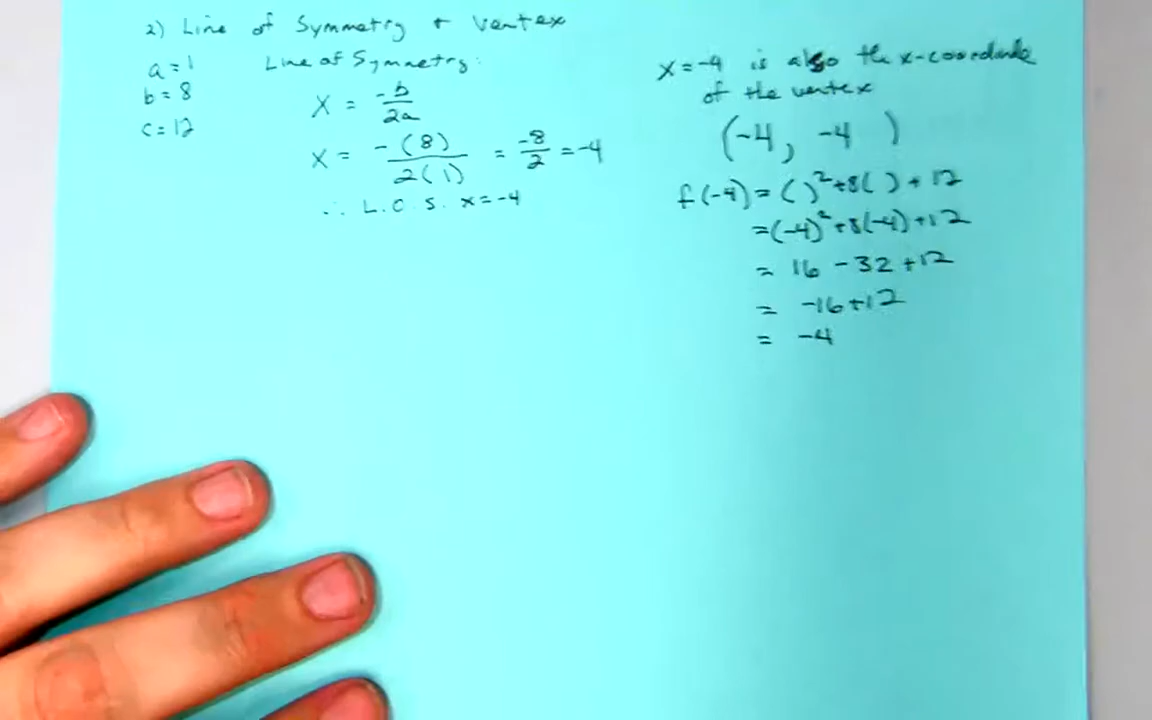 2) Line of Symmetry + Vertex
a = 1
b = 8
c = 12
Line of Symmetry:
x = -b/2a
x = -(8)/2(1) = -8/2 = -4
∴ L.O.S. x = -4
x = -4 is also the x-coordinate
of the vertex
(-4, -4 )
f(-4) = ( )²+8( ) + 12
= (-4)²+8(-4)+12
= 16 -32 +12
= -16+12
= -4